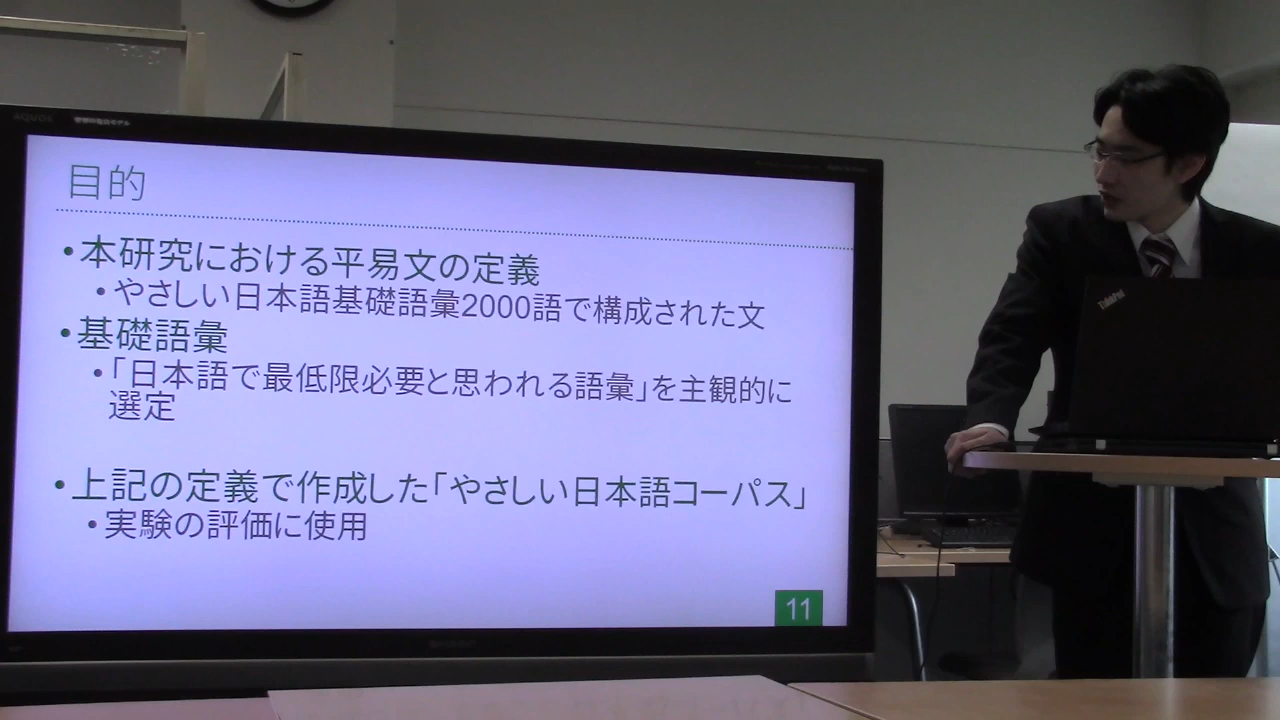 AQUOS
目的
•本研究における平易文の定義
•やさしい日本語基礎語彙2000語で構成された文
•基礎語彙
•「日本語で最低限必要と思われる語彙」を主観的に
選定
•上記の定義で作成した「やさしい日本語コーパス」
•実験の評価に使用
11
ThinkPad